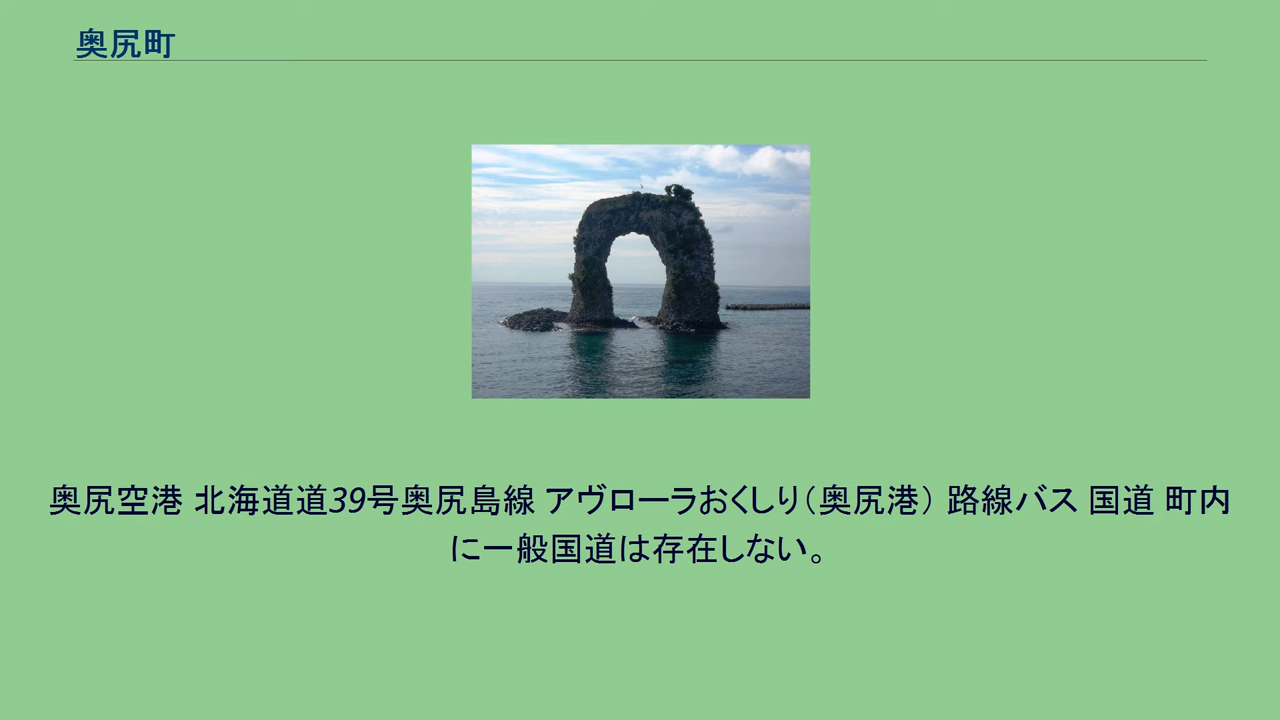 奥尻町
奥尻空港 北海道道39号奥尻島線 アヴローラおくしり（奥尻港） 路線バス 国道 町内
に一般国道は存在しない。